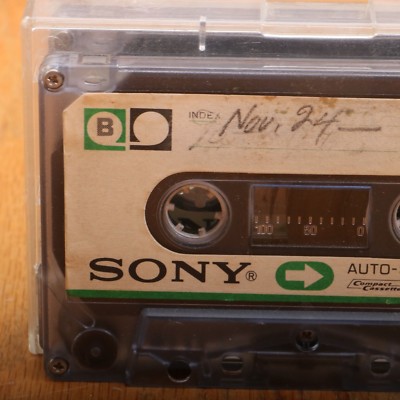 B INDEX Nov. 24 —
100 50 0
SONY® AUTO-
Compact
Cassette